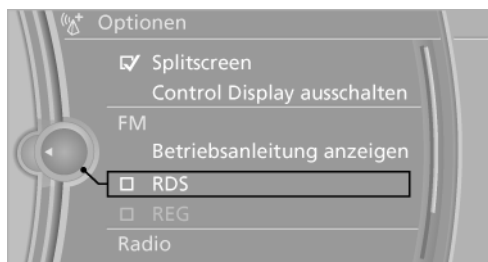 Optionen
Splitscreen
Control Display ausschalten
FM
Betriebsanleitung anzeigen
RDS
REG
Radio